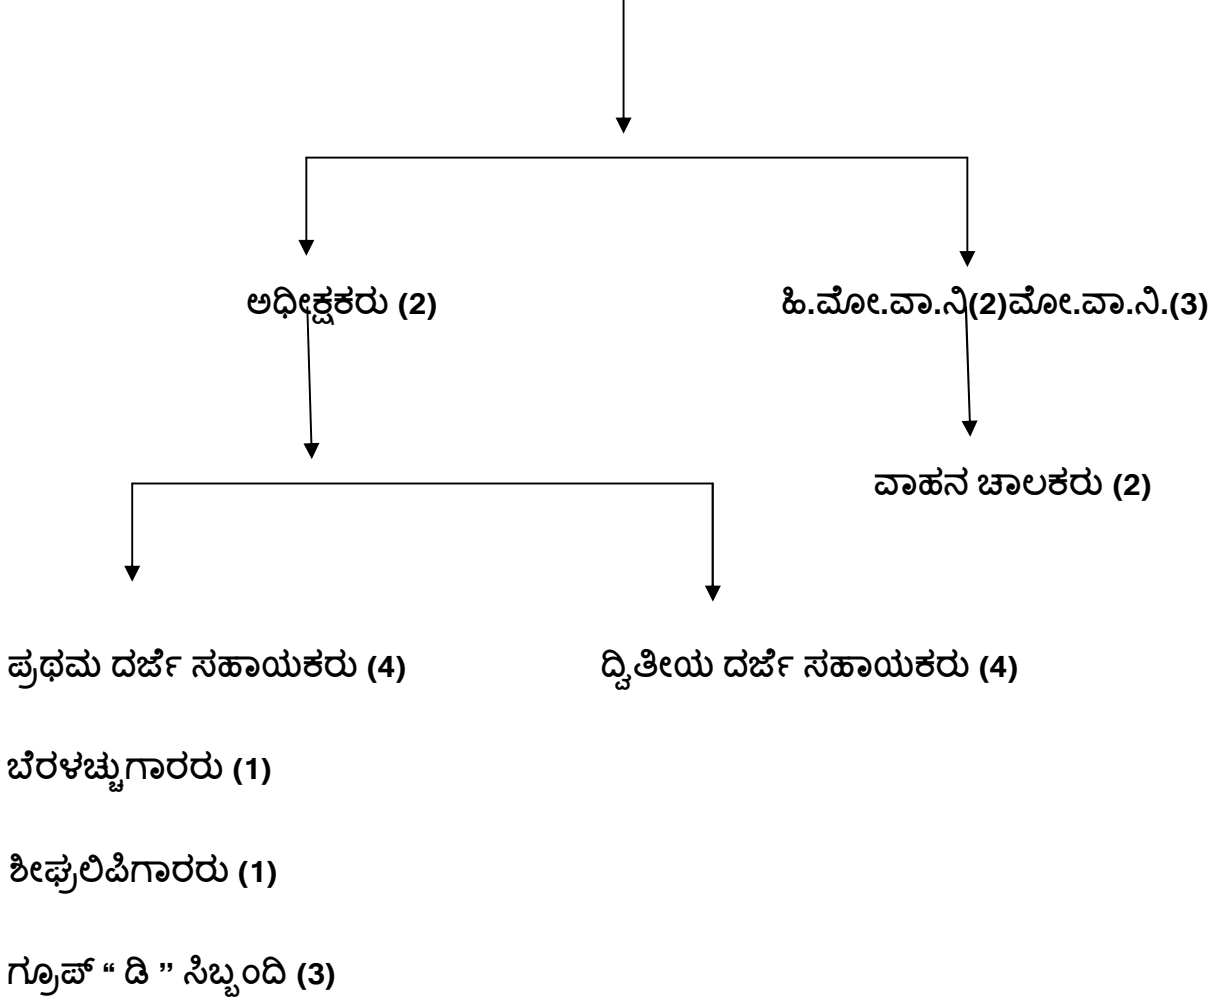 ಅಧೀಕ್ಷಕರು (2)
ಹಿ.ಮೋ.ವಾ.ನಿ(2)ಮೋ.ವಾ.ನಿ.(3)
ವಾಹನ ಚಾಲಕರು (2)
ಪ್ರಥಮ ದರ್ಜೆ ಸಹಾಯಕರು (4)
ದ್ವಿತೀಯ ದರ್ಜೆ ಸಹಾಯಕರು (4)
ಬೆರಳಚ್ಚುಗಾರರು (1)
ಶೀಘ್ರಲಿಪಿಗಾರರು (1)
ಗ್ರೂಪ್ “ ಡಿ ” ಸಿಬ್ಬಂದಿ (3)